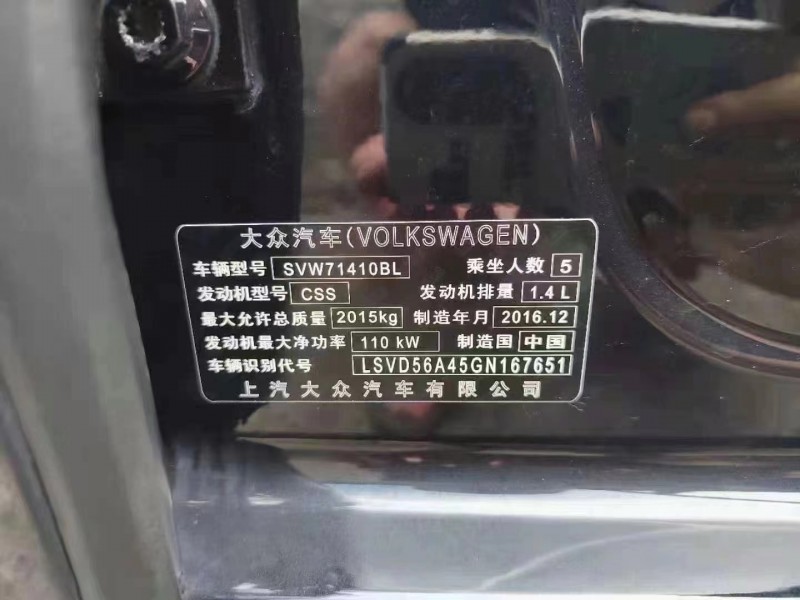 大众汽车(VOLKSWAGEN)
车辆型号 SVW71410BL 乘坐人数 5
发动机型号 CSS 发动机排量 1.4 L
最大允许总质量 2015kg 制造年月 2016.12
发动机最大净功率 110 kW 制造国 中国
车辆识别代号 LSVD56A45GN167651
上汽大众汽车有限公司